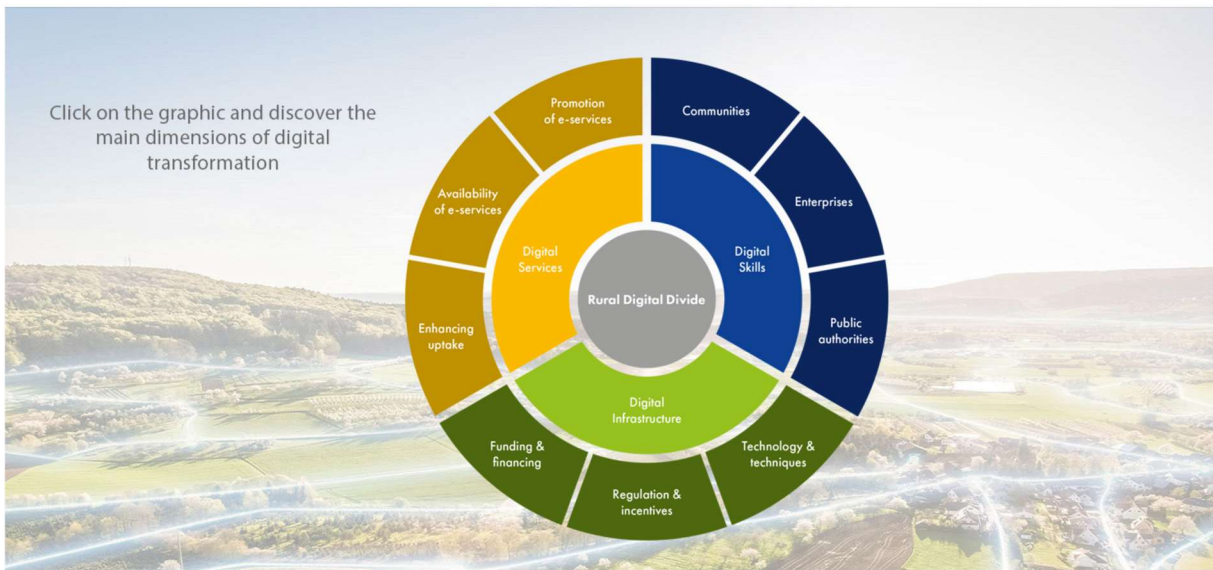 Click on the graphic and discover the
main dimensions of digital
transformation
Promotion
of e-services
Communities
Availability
of e-services
Enterprises
Digital
Services
Digital
Skills
Rural Digital Divide
Enhancing
uptake
Public
authorities
Digital
Infrastructure
Funding &
financing
Technology &
techniques
Regulation &
incentives